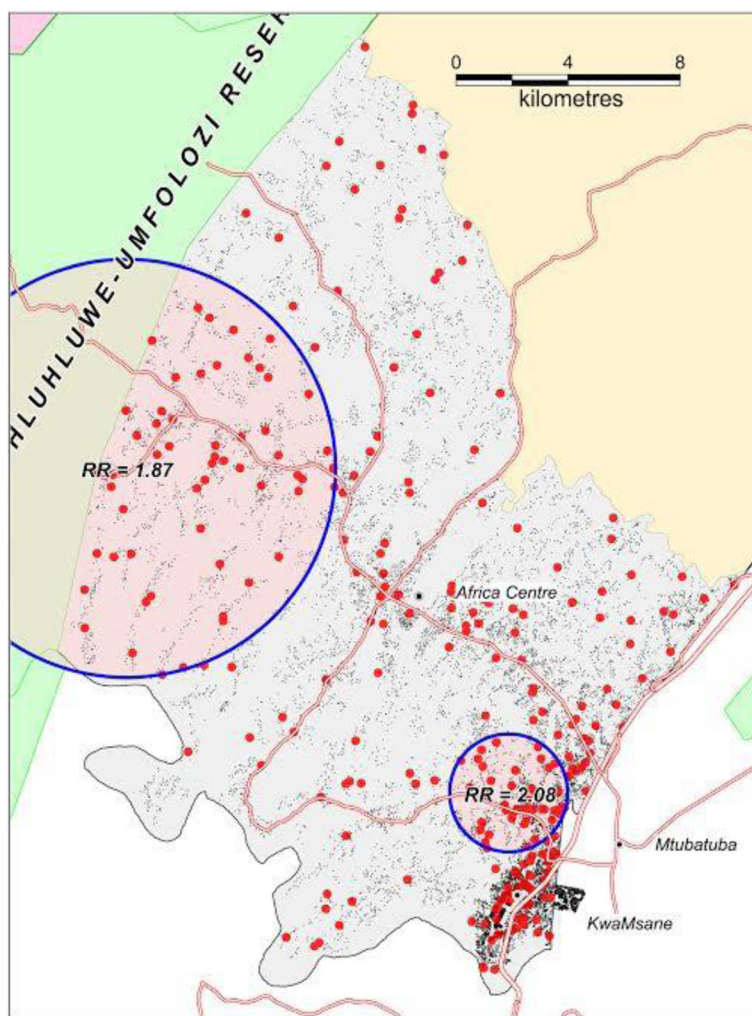 HLUHLUWE-UMFOLOZI RESER
0 4 8
kilometres
RR = 1.87
Africa Centre
RR = 2.08
Mtubatuba
KwaMsane